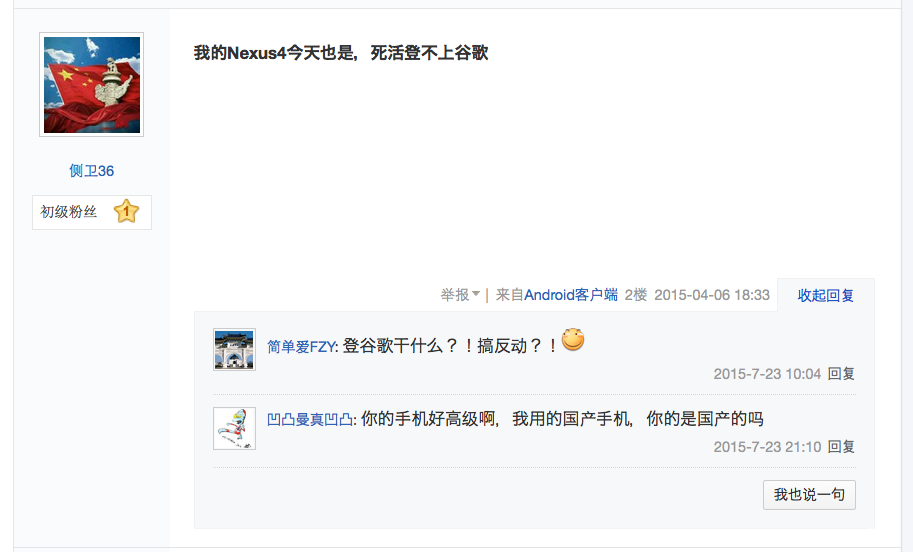 我的Nexus4今天也是，死活登不上谷歌
侧卫36
初级粉丝 1
举报 | 来自Android客户端 2楼 2015-04-06 18:33 收起回复
简单爱FZY: 登谷歌干什么？！搞反动？！
2015-7-23 10:04 回复
凹凸曼真凹凸: 你的手机好高级啊，我用的国产手机，你的是国产的吗
2015-7-23 21:10 回复
我也说一句